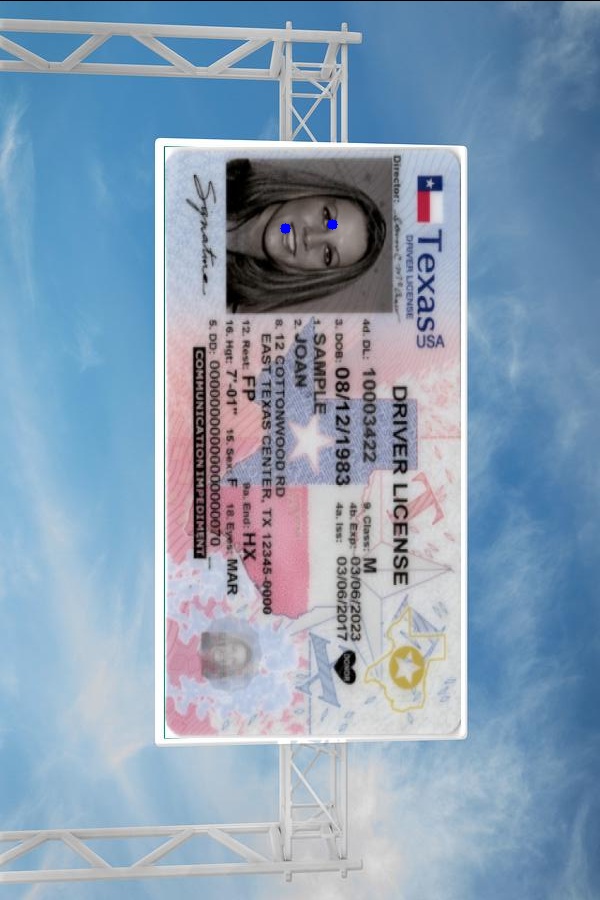 Texas USA
DRIVER LICENSE
Director:
DRIVER LICENSE
4d. DL: 10003422 9. Class: M
3. DOB: 08/12/1983 4b. Exp: 03/06/2023
4a. Iss: 03/06/2017
1. SAMPLE
2. JOAN
8. 12 COTTONWOOD RD
EAST TEXAS CENTER, TX 12345-0000
12. Rest: FP 9a. End: HX
16. Hgt: 7'-01" 15. Sex: F 18. Eyes: MAR
5. DD: 00000000000000000070
COMMUNICATION IMPEDIMENT
DONOR
Signature